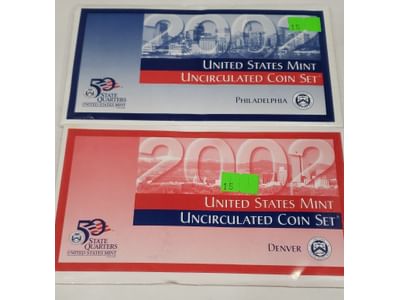 2002
15
UNITED STATES MINT
UNCIRCULATED COIN SET
PHILADELPHIA
50
STATE
QUARTERS
UNITED STATES MINT
2002
15
UNITED STATES MINT
UNCIRCULATED COIN SET
DENVER
50
STATE
QUARTERS
UNITED STATES MINT